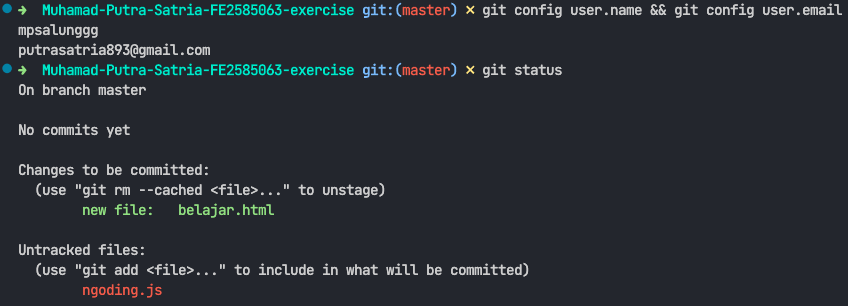 ➜ Muhamad-Putra-Satria-FE2585063-exercise git:(master) ✗ git config user.name && git config user.email
mpsalunggg
putrasatria893@gmail.com
➜ Muhamad-Putra-Satria-FE2585063-exercise git:(master) ✗ git status
On branch master
No commits yet
Changes to be committed:
(use "git rm --cached <file>..." to unstage)
new file: belajar.html
Untracked files:
(use "git add <file>..." to include in what will be committed)
ngoding.js